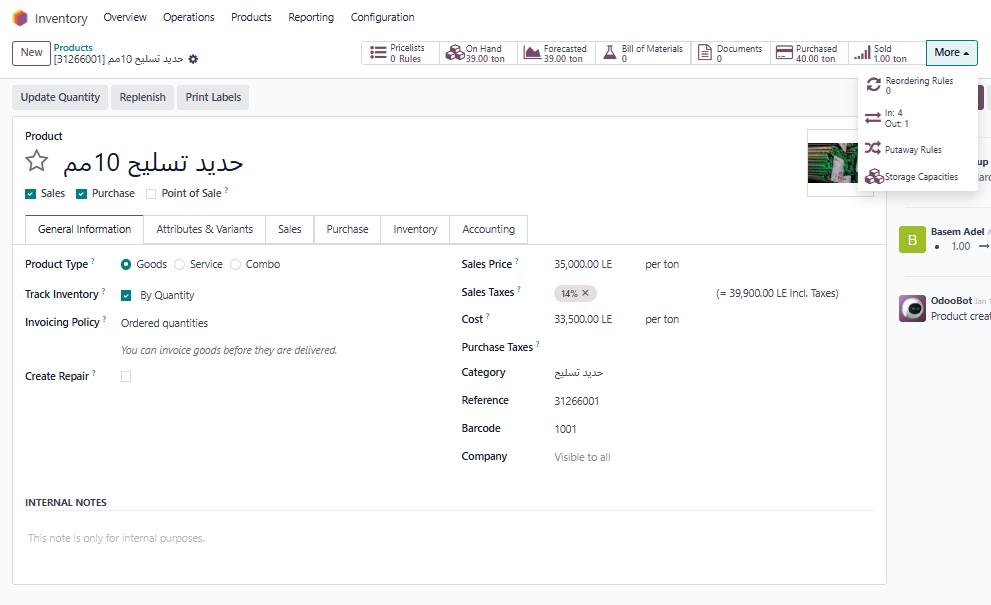 Inventory Overview Operations Products Reporting Configuration
New
Products
[31266001] حديد تسليح 10مم
Pricelists
0 Rules
On Hand
39.00 ton
Forecasted
39.00 ton
Bill of Materials
0
Documents
0
Purchased
40.00 ton
Sold
1.00 ton
More
Reordering Rules
0
In: 4
Out: 1
Putaway Rules
Storage Capacities
Update Quantity Replenish Print Labels
Product
حديد تسليح 10مم
Sales Purchase Point of Sale ?
General Information Attributes & Variants Sales Purchase Inventory Accounting
Product Type ? Goods Service Combo
Track Inventory ? By Quantity
Invoicing Policy ? Ordered quantities
You can invoice goods before they are delivered.
Create Repair ?
Sales Price ? 35,000.00 LE per ton
Sales Taxes ? 14% × (= 39,900.00 LE Incl. Taxes)
Cost ? 33,500.00 LE per ton
Purchase Taxes ?
Category حديد تسليح
Reference 31266001
Barcode 1001
Company Visible to all
INTERNAL NOTES
This note is only for internal purposes.
B
Basem Adel
1.00 →
OdooBot Jan
Product creat